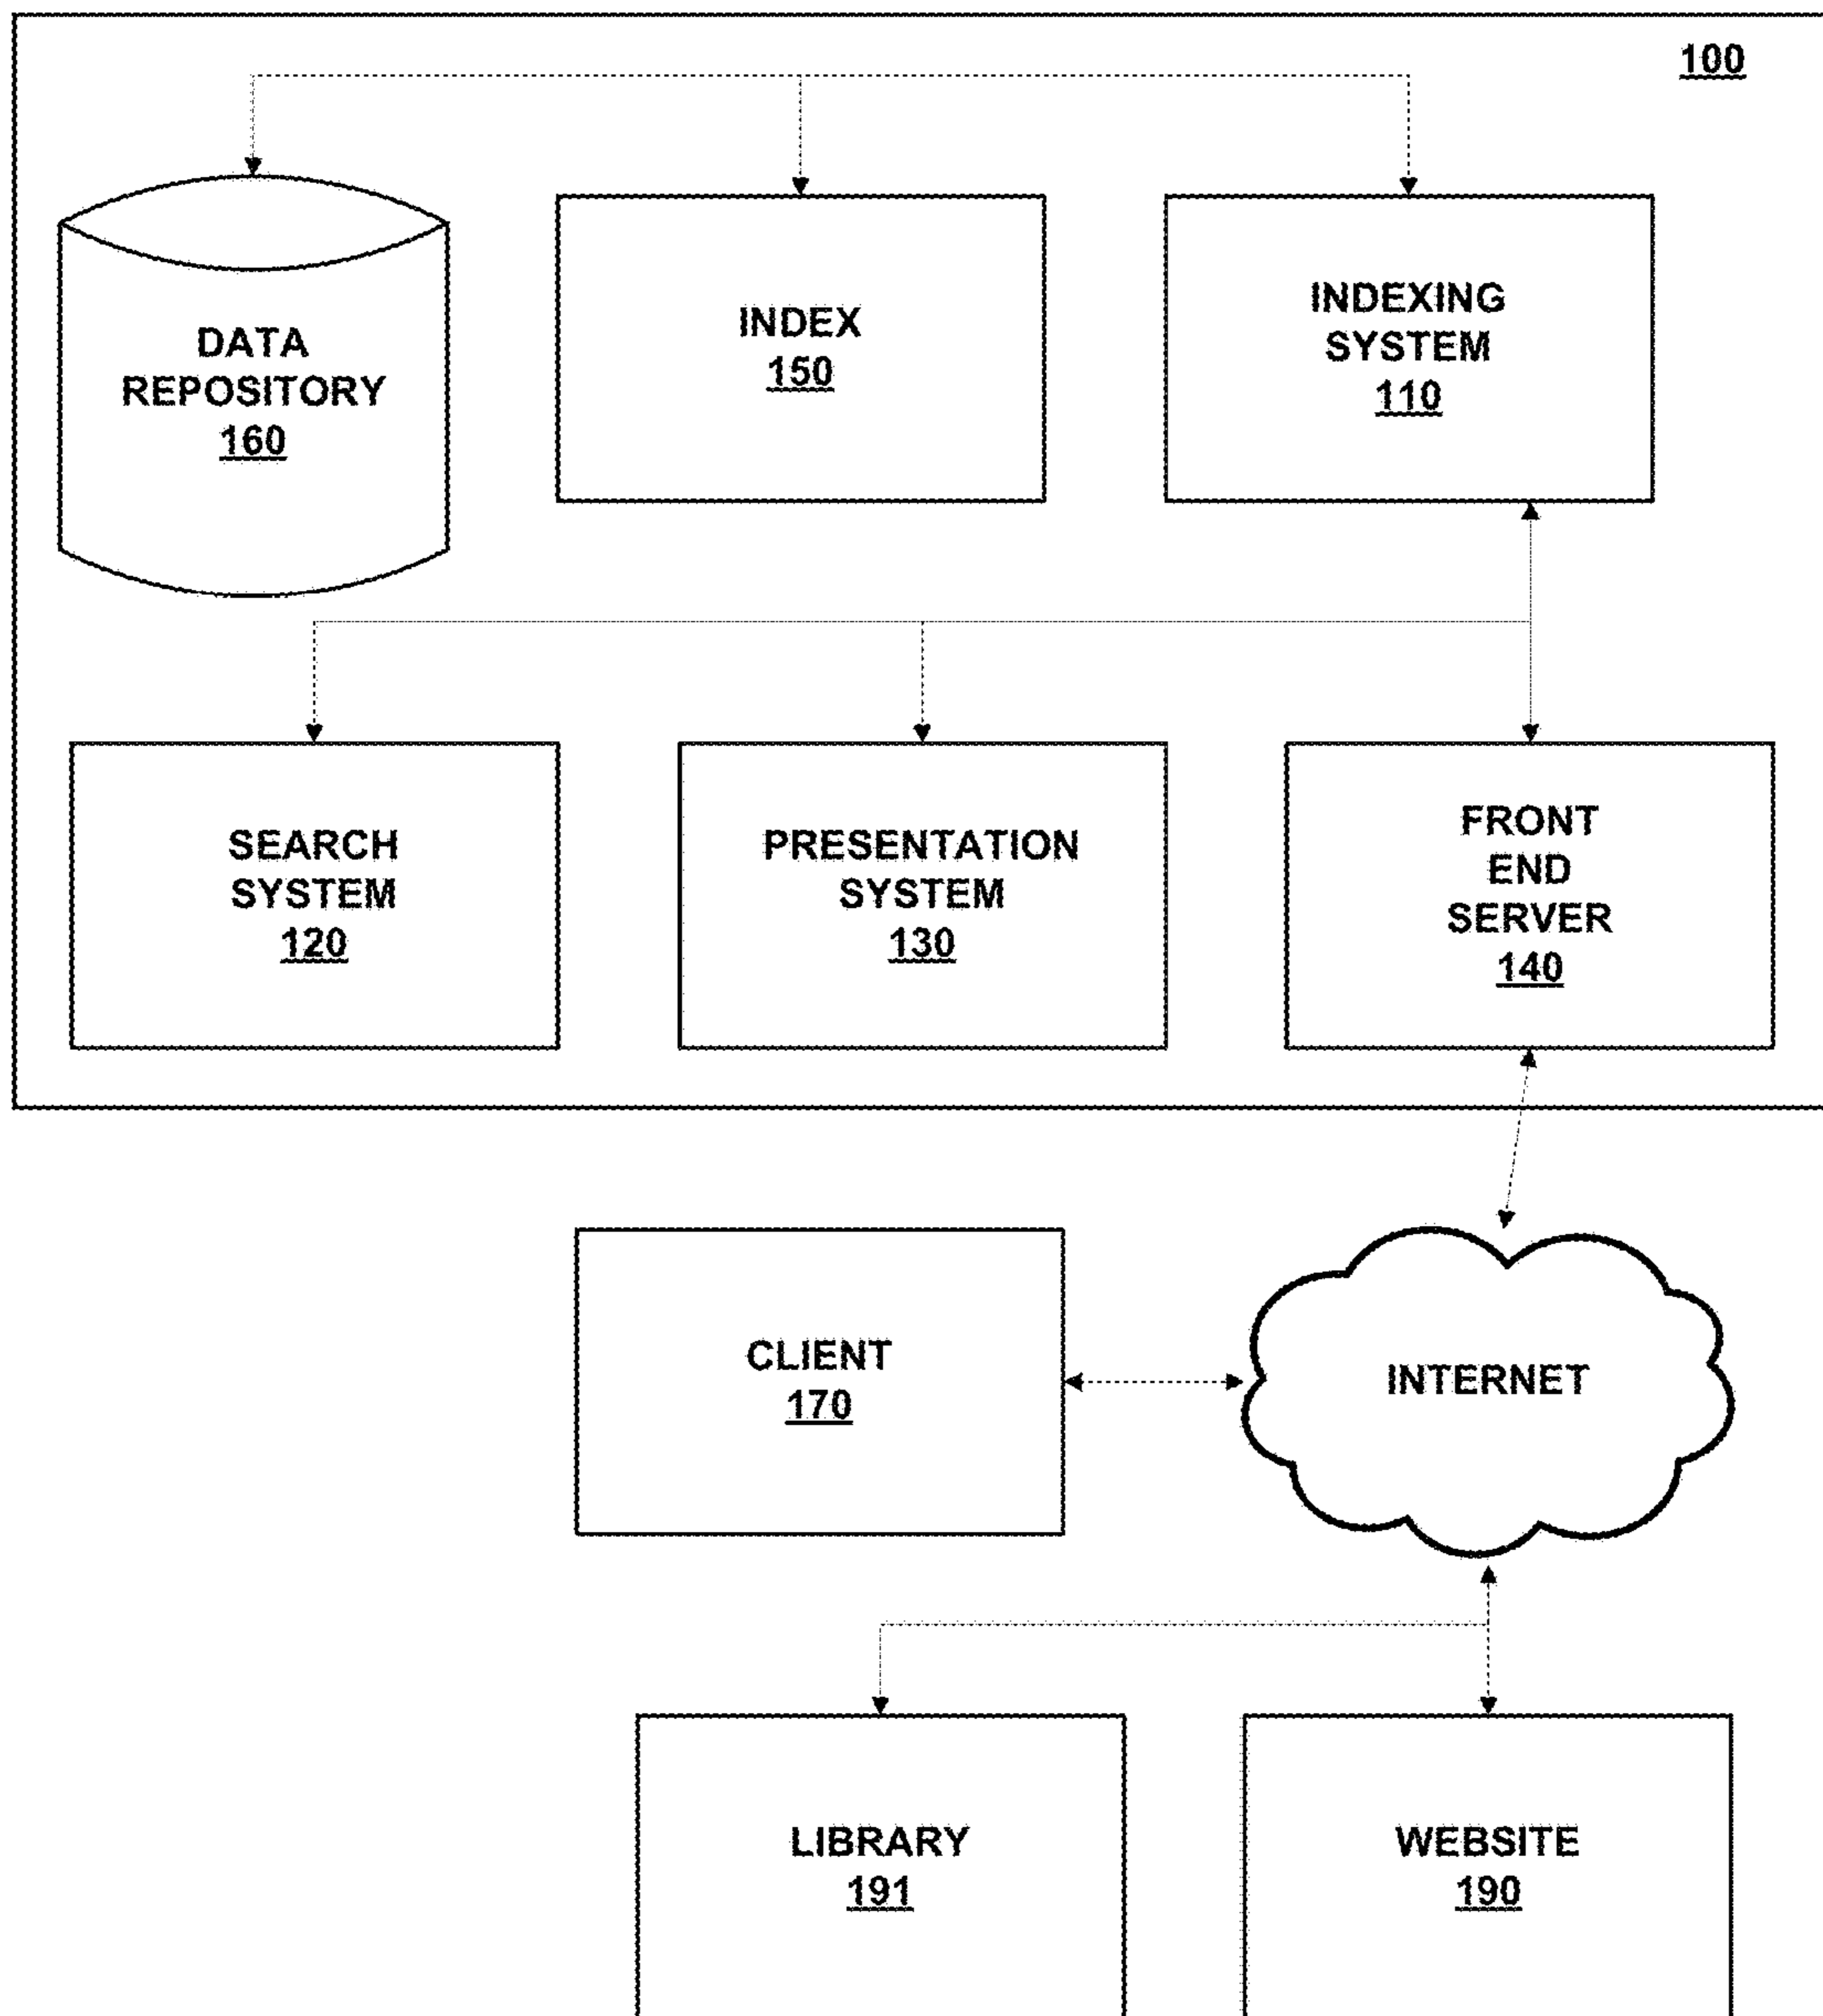 100
DATA
REPOSITORY
160
INDEX
150
INDEXING
SYSTEM
110
SEARCH
SYSTEM
120
PRESENTATION
SYSTEM
130
FRONT
END
SERVER
140
CLIENT
170
INTERNET
LIBRARY
191
WEBSITE
190